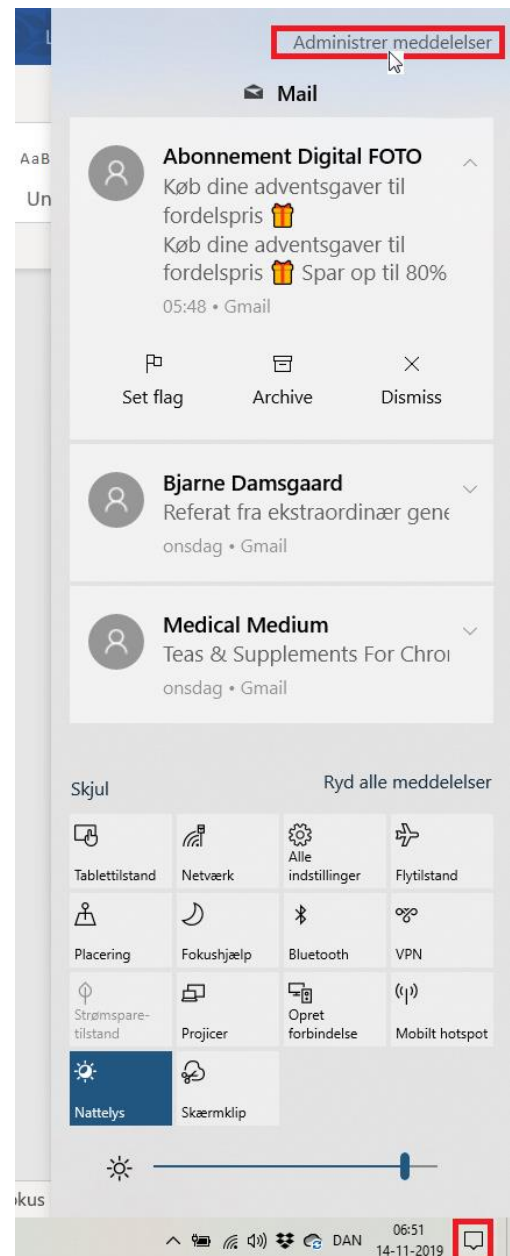 L
Administrer meddelelser
Mail
AaB
Un
Abonnement Digital FOTO
Køb dine adventsgaver til
fordelspris 🎁
Køb dine adventsgaver til
fordelspris 🎁 Spar op til 80%
05:48 • Gmail
Set flag
Archive
Dismiss
Bjarne Damsgaard
Referat fra ekstraordinær gene
onsdag • Gmail
Medical Medium
Teas & Supplements For Chro
onsdag • Gmail
Skjul
Ryd alle meddelelser
Tablettilstand
Netværk
Alle
indstillinger
Flytilstand
Placering
Fokushjælp
Bluetooth
VPN
Strømspare-
tilstand
Projicer
Opret
forbindelse
Mobilt hotspot
Nattelys
Skærmklip
okus
DAN
06:51
14-11-2019